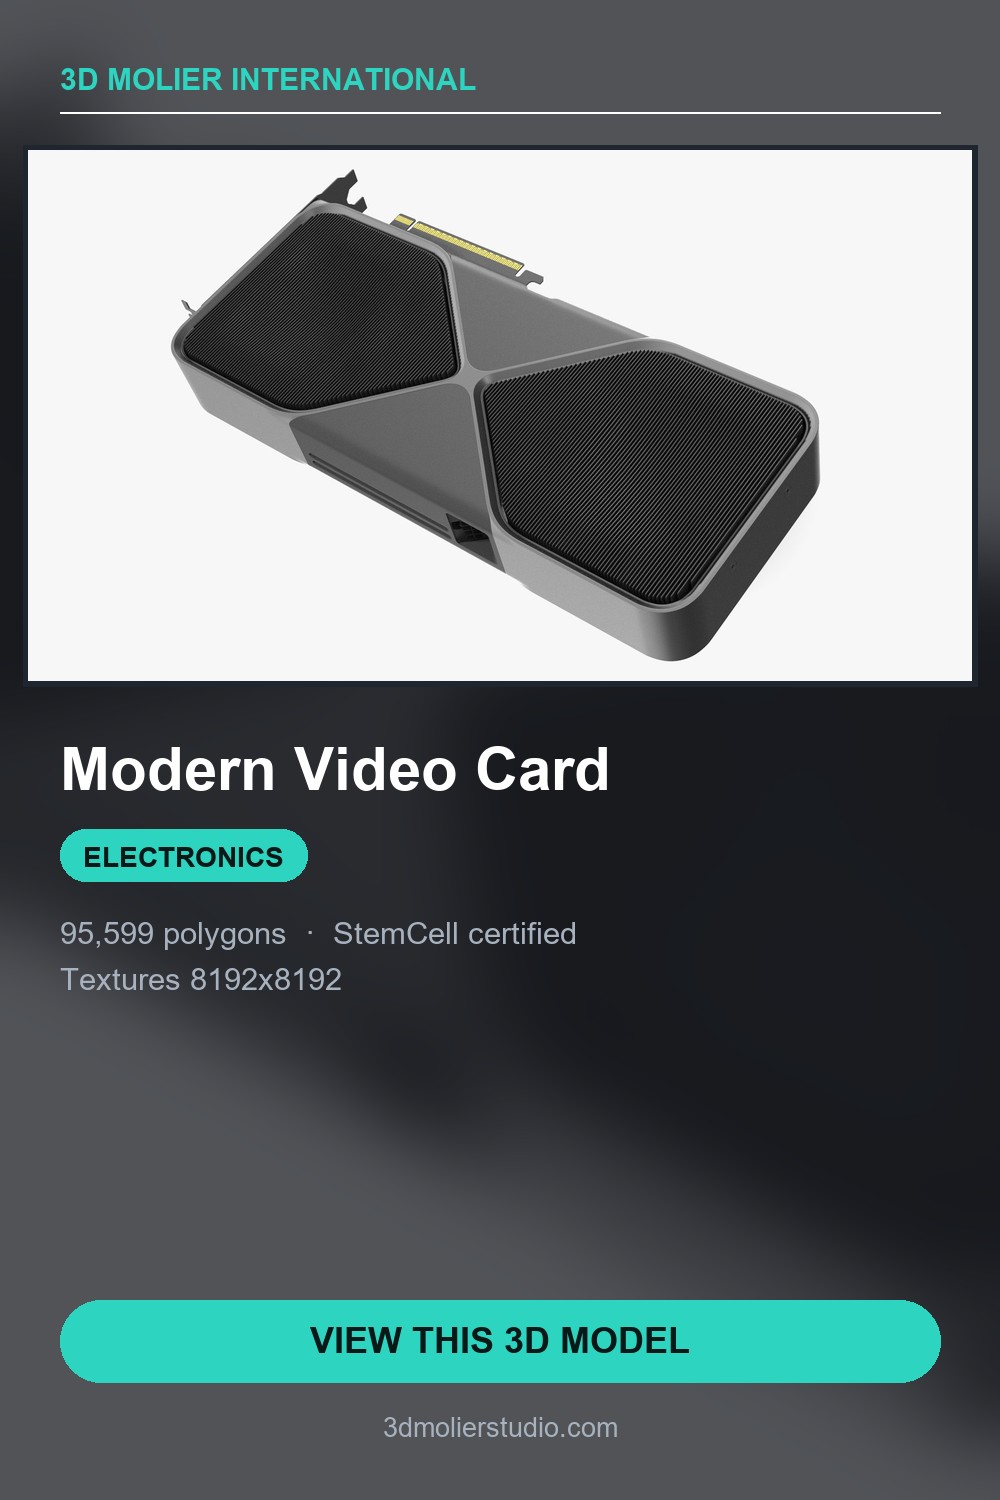 3D MOLIER INTERNATIONAL
Modern Video Card
ELECTRONICS
95,599 polygons · StemCell certified
Textures 8192x8192
VIEW THIS 3D MODEL
3dmolierstudio.com